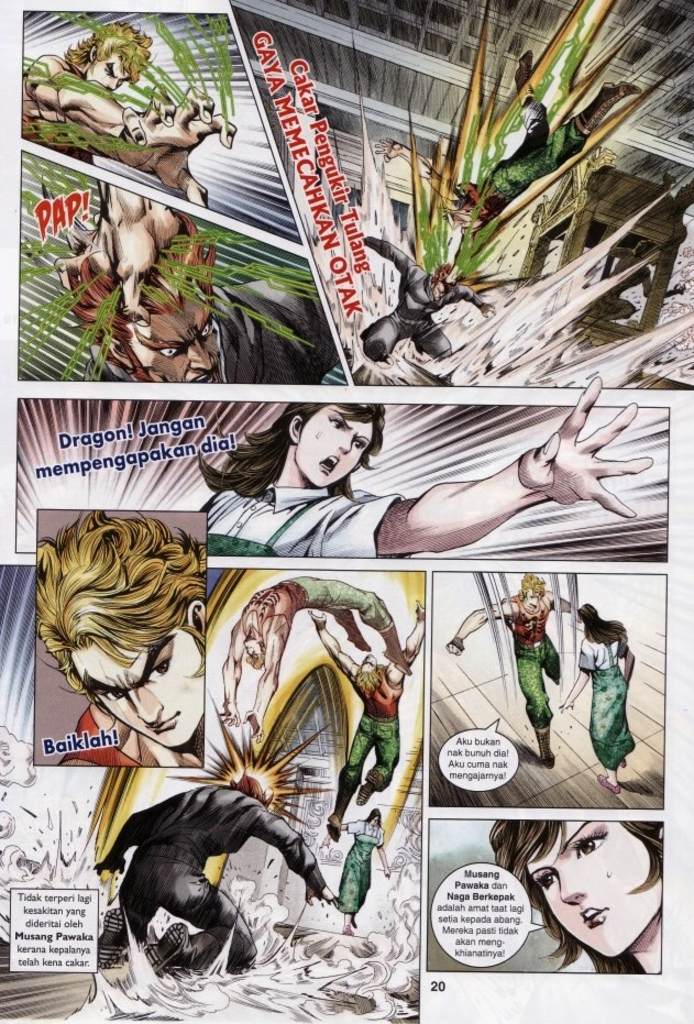 Cakar Pengukir Tulang
GAYA MEMECAHKAN OTAK
PAP!
Dragon! Jangan
mempengapakan dia!
Baiklah!
Aku bukan
nak bunuh dia!
Aku cuma nak
mengajarnya!
Tidak terperi lagi
kesakitan yang
dideritai oleh
Musang Pawaka
kerana kepalanya
telah kena cakar.
Musang
Pawaka dan
Naga Berkepak
adalah amat taat lagi
setia kepada abang.
Mereka pasti tidak
akan meng-
khianatinya!
20